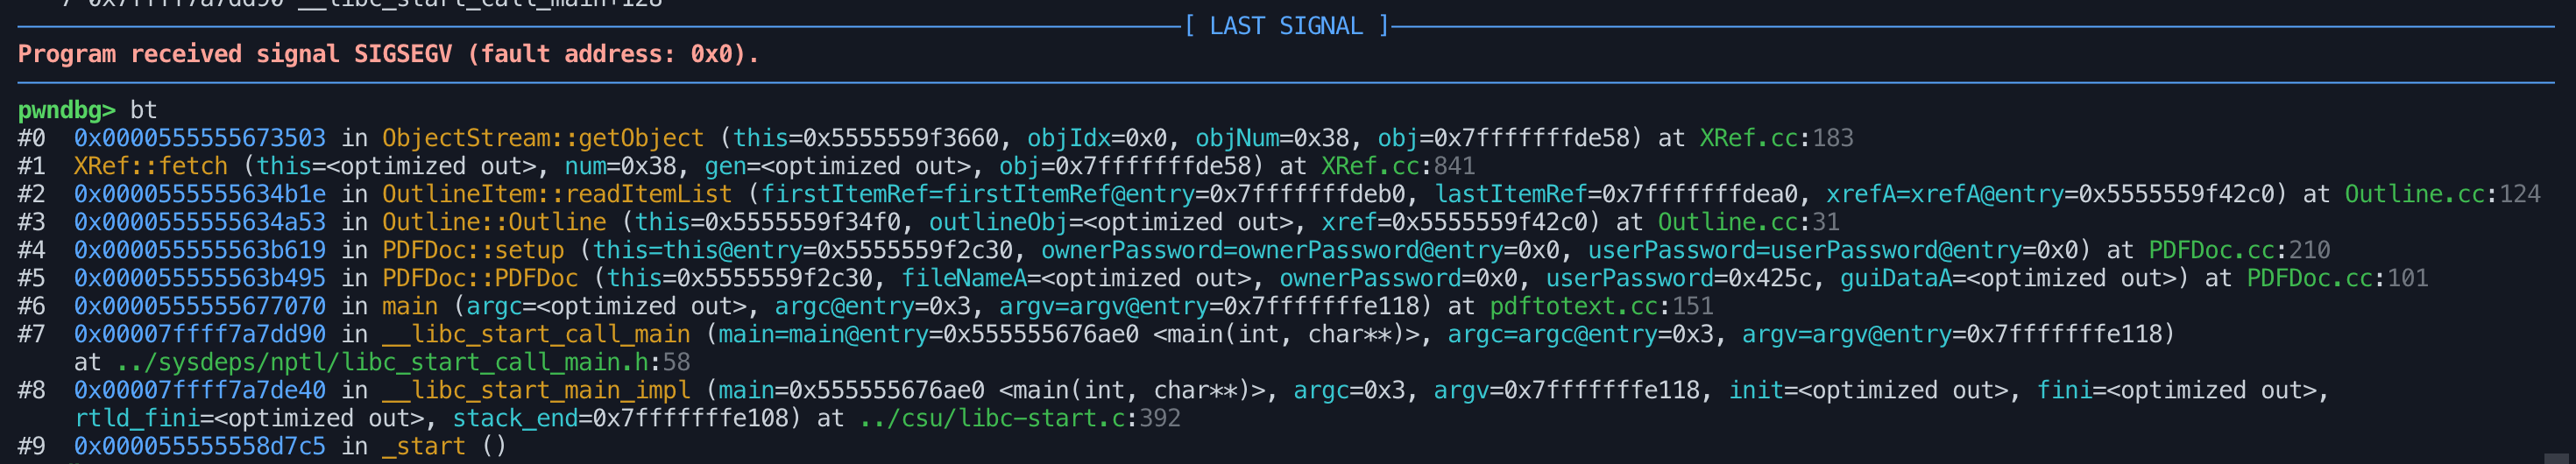 7 0x7ffff7a7dd90 __libc_start_call_main+128
[ LAST SIGNAL ]
Program received signal SIGSEGV (fault address: 0x0).
pwndbg> bt
#0  0x0000555555673503 in ObjectStream::getObject (this=0x5555559f3660, objIdx=0x0, objNum=0x38, obj=0x7fffffffde58) at XRef.cc:183
#1  XRef::fetch (this=<optimized out>, num=0x38, gen=<optimized out>, obj=0x7fffffffde58) at XRef.cc:841
#2  0x0000555555634b1e in OutlineItem::readItemList (firstItemRef=firstItemRef@entry=0x7fffffffdeb0, lastItemRef=0x7fffffffdea0, xrefA=xrefA@entry=0x5555559f42c0) at Outline.cc:124
#3  0x0000555555634a53 in Outline::Outline (this=0x5555559f34f0, outlineObj=<optimized out>, xref=0x5555559f42c0) at Outline.cc:31
#4  0x000055555563b619 in PDFDoc::setup (this=this@entry=0x5555559f2c30, ownerPassword=ownerPassword@entry=0x0, userPassword=userPassword@entry=0x0) at PDFDoc.cc:210
#5  0x000055555563b495 in PDFDoc::PDFDoc (this=0x5555559f2c30, fileNameA=<optimized out>, ownerPassword=0x0, userPassword=0x425c, guiDataA=<optimized out>) at PDFDoc.cc:101
#6  0x0000555555677070 in main (argc=<optimized out>, argc@entry=0x3, argv=argv@entry=0x7fffffffe118) at pdftotext.cc:151
#7  0x00007ffff7a7dd90 in __libc_start_call_main (main=main@entry=0x555555676ae0 <main(int, char**)>, argc=argc@entry=0x3, argv=argv@entry=0x7fffffffe118)
    at ../sysdeps/nptl/libc_start_call_main.h:58
#8  0x00007ffff7a7de40 in __libc_start_main_impl (main=0x555555676ae0 <main(int, char**)>, argc=0x3, argv=0x7fffffffe118, init=<optimized out>, fini=<optimized out>,
    rtld_fini=<optimized out>, stack_end=0x7fffffffe108) at ../csu/libc-start.c:392
#9  0x000055555558d7c5 in _start ()